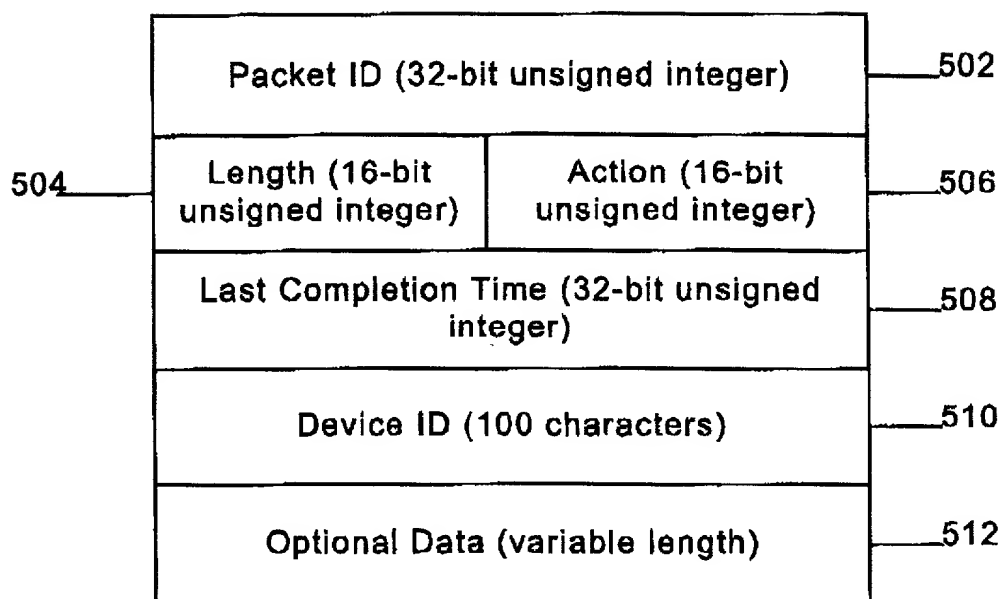 Packet ID (32-bit unsigned integer)
502
504
Length (16-bit
unsigned integer)
Action (16-bit
unsigned integer)
506
Last Completion Time (32-bit unsigned
integer)
508
Device ID (100 characters)
510
Optional Data (variable length)
512